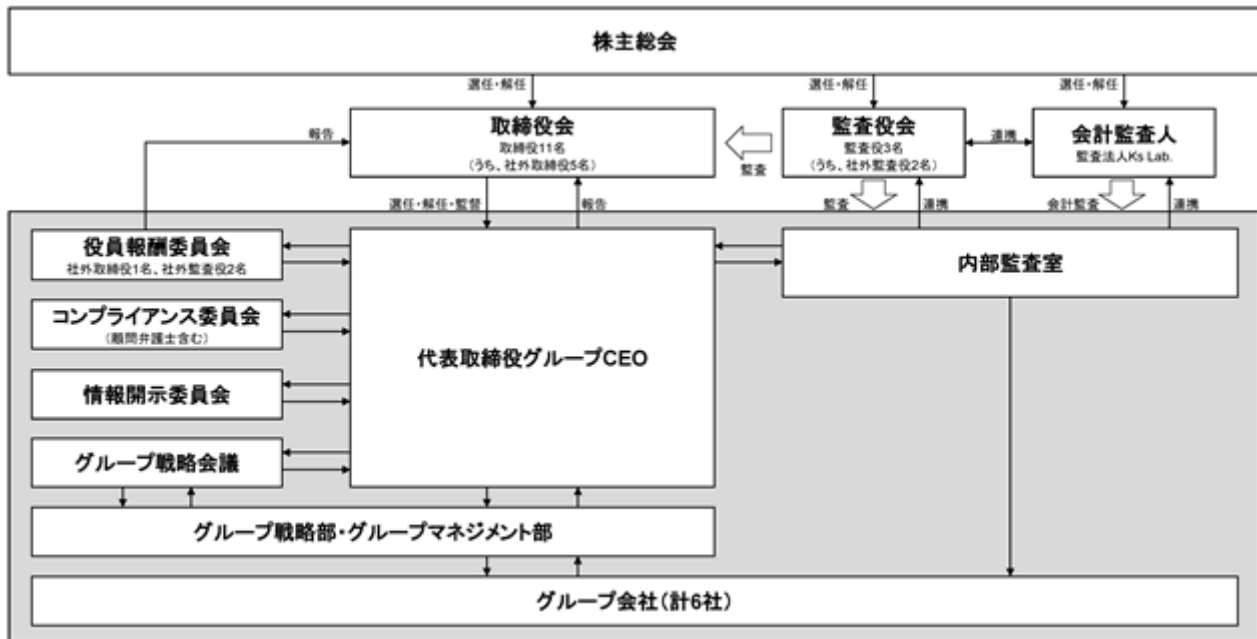 株主総会
選任・解任
選任・解任
選任・解任
報告
取締役会
取締役11名
(うち、社外取締役5名)
監査
監査役会
監査役3名
(うち、社外監査役2名)
連携
会計監査人
監査法人Ks Lab.
選任・解任・監督
報告
監査
連携
会計監査
連携
役員報酬委員会
社外取締役1名、社外監査役2名
コンプライアンス委員会
(顧問弁護士含む)
情報開示委員会
グループ戦略会議
代表取締役グループCEO
内部監査室
グループ戦略部・グループマネジメント部
グループ会社(計6社)